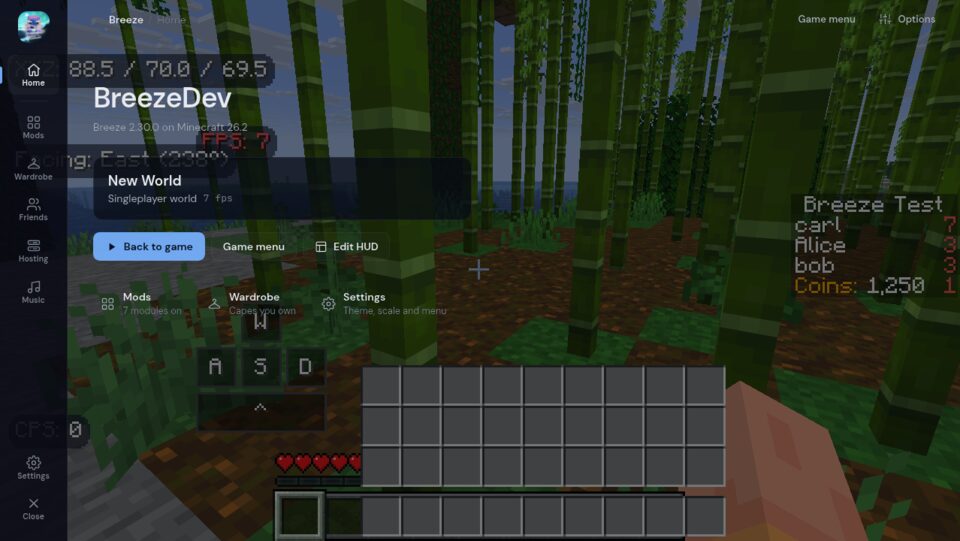 Breeze / Home
Game menu
Options
XYZ: 88.5 / 70.0 / 69.5
Home
BreezeDev
Breeze 2.30.0 on Minecraft 26.2
FPS: 7
Facing: East (238°)
Mods
Wardrobe
Friends
Hosting
Music
New World
Singleplayer world 7 fps
Back to game
Game menu
Edit HUD
Mods
7 modules on
Wardrobe
Capes you own
Settings
Theme, scale and menu
Breeze Test
carl 7
Alice 3
bob 3
Coins: 1,250 1
W
A S D
^
CPS: 0
Settings
Close